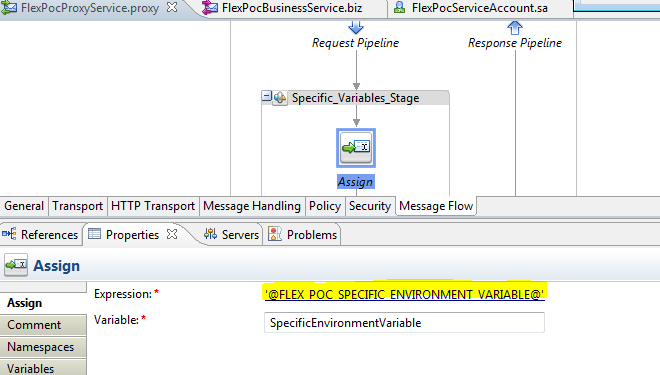 FlexPocProxyService.proxy FlexPocBusinessService.biz FlexPocServiceAccount.sa
Request Pipeline Response Pipeline
Specific_Variables_Stage
Assign
General Transport HTTP Transport Message Handling Policy Security Message Flow
References Properties Servers Problems
Assign
Assign Expression:* '@FLEX_POC_SPECIFIC_ENVIRONMENT_VARIABLE@'
Comment Variable:* SpecificEnvironmentVariable
Namespaces
Variables